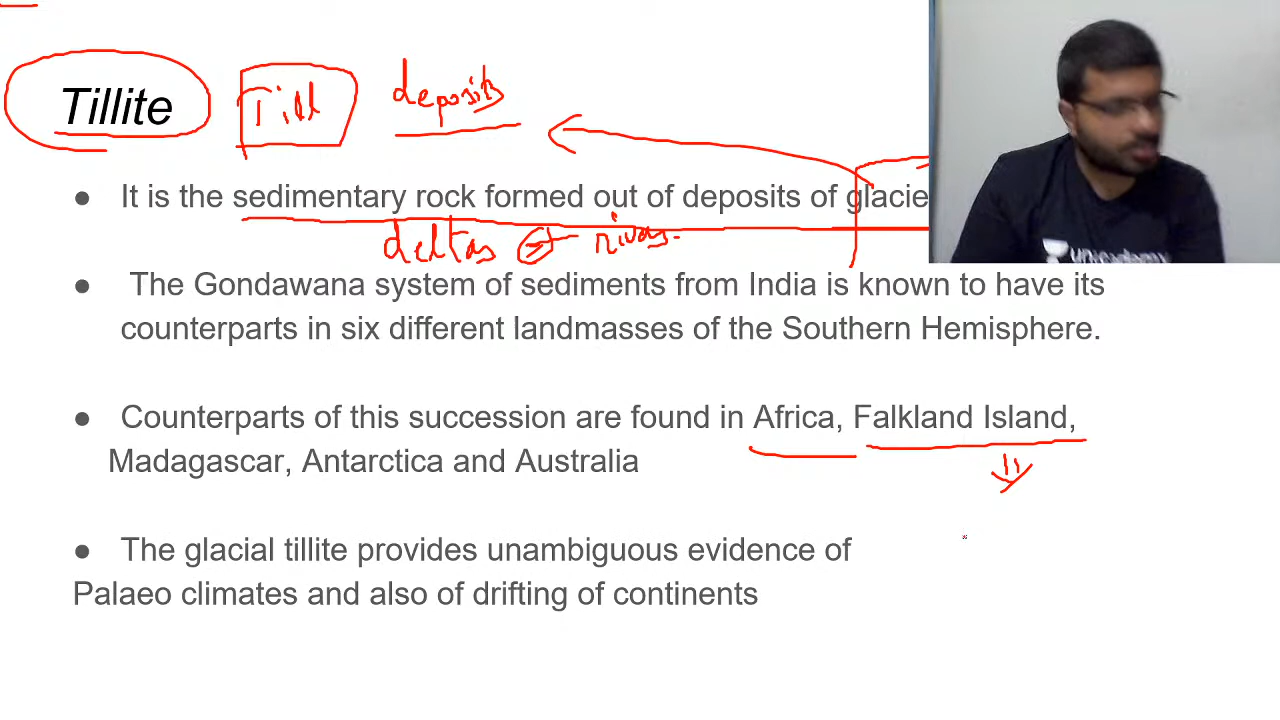 Tillite Till deposits
● It is the sedimentary rock formed out of deposits of glacie
deltas rivers.
● The Gondawana system of sediments from India is known to have its
counterparts in six different landmasses of the Southern Hemisphere.
● Counterparts of this succession are found in Africa, Falkland Island,
Madagascar, Antarctica and Australia
● The glacial tillite provides unambiguous evidence of
Palaeo climates and also of drifting of continents
unacademy